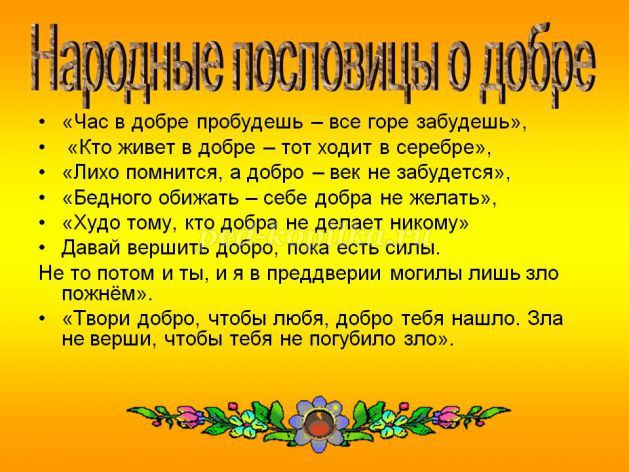 Народные пословицы о добре
• «Час в добре пробудешь – все горе забудешь»,
• «Кто живет в добре – тот ходит в серебре»,
• «Лихо помнится, а добро – век не забудется»,
• «Бедного обижать – себе добра не желать»,
• «Худо тому, кто добра не делает никому»
• Давай вершить добро, пока есть силы.
Не то потом и ты, и я в преддверии могилы лишь зло
пожнём».
• «Твори добро, чтобы любя, добро тебя нашло. Зла
не верши, чтобы тебя не погубило зло».